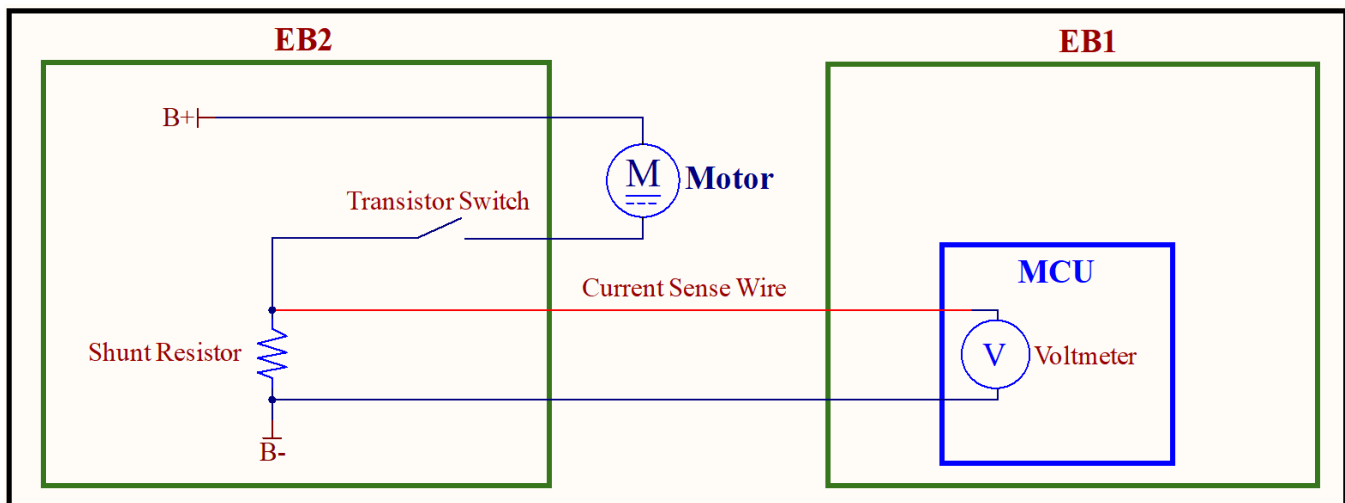 EB2
EB1
B+
M
Motor
Transistor Switch
MCU
Current Sense Wire
Shunt Resistor
V
Voltmeter
B-